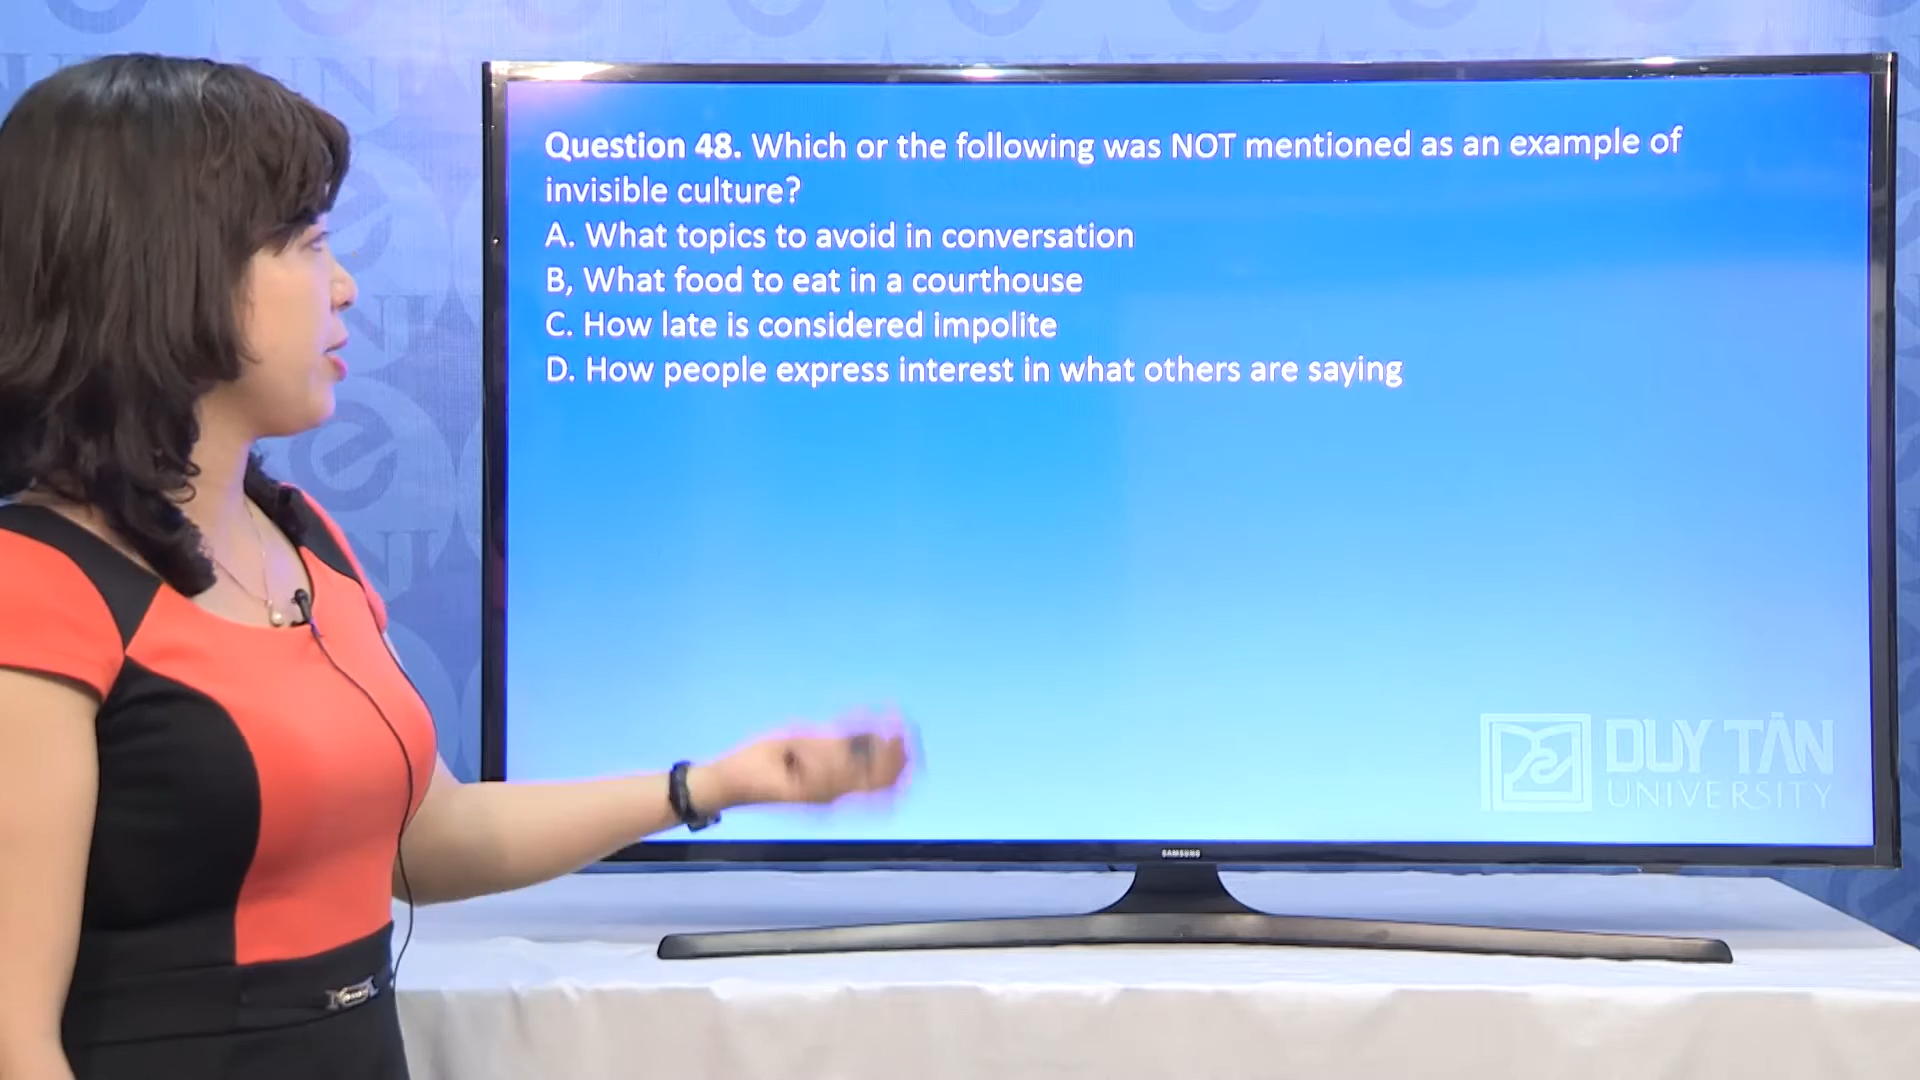 Question 48. Which or the following was NOT mentioned as an example of
invisible culture?
A. What topics to avoid in conversation
B, What food to eat in a courthouse
C. How late is considered impolite
D. How people express interest in what others are saying
DUY TÂN
UNIVERSITY
SAMSUNG